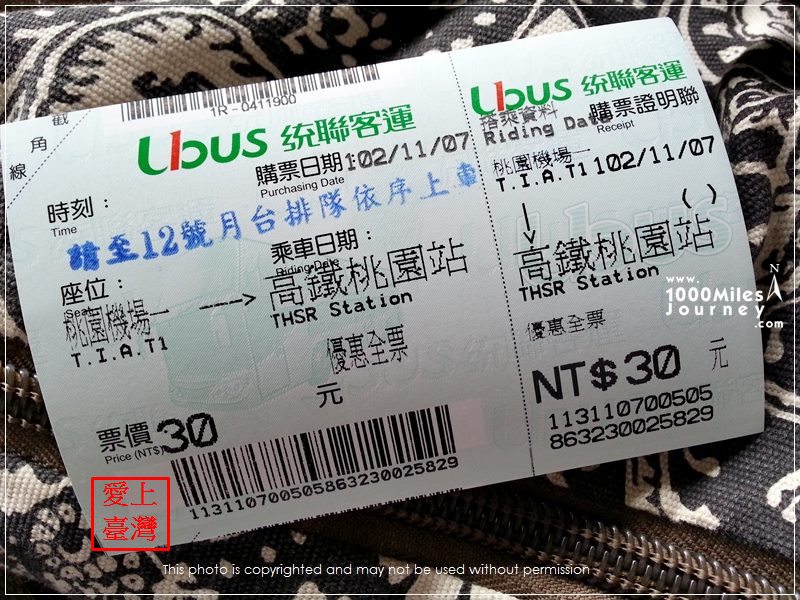 截角線
1R-0411900
Ubus 統聯客運
購票日期 102/11/07
Purchasing Date
時刻：
Time
請至12號月台排隊依序上車
乘車日期：
Riding Date
座位：
Seat
桃園機場一 ---> 高鐵桃園站
T.I.A.T1 THSR Station
優惠全票
元
票價 30
Price (NT$)
113110700505863230025829
Ubus 統聯客運
搭乘資料 購票證明聯
Riding Date Receipt
桃園機場一
T.I.A.T1 102/11/07
( )
高鐵桃園站
THSR Station
優惠全票
NT$30 元
113110700505
863230025829
www.
1000Miles
Journey
.com
N
愛上
臺灣
This photo is copyrighted and may not be used without permission